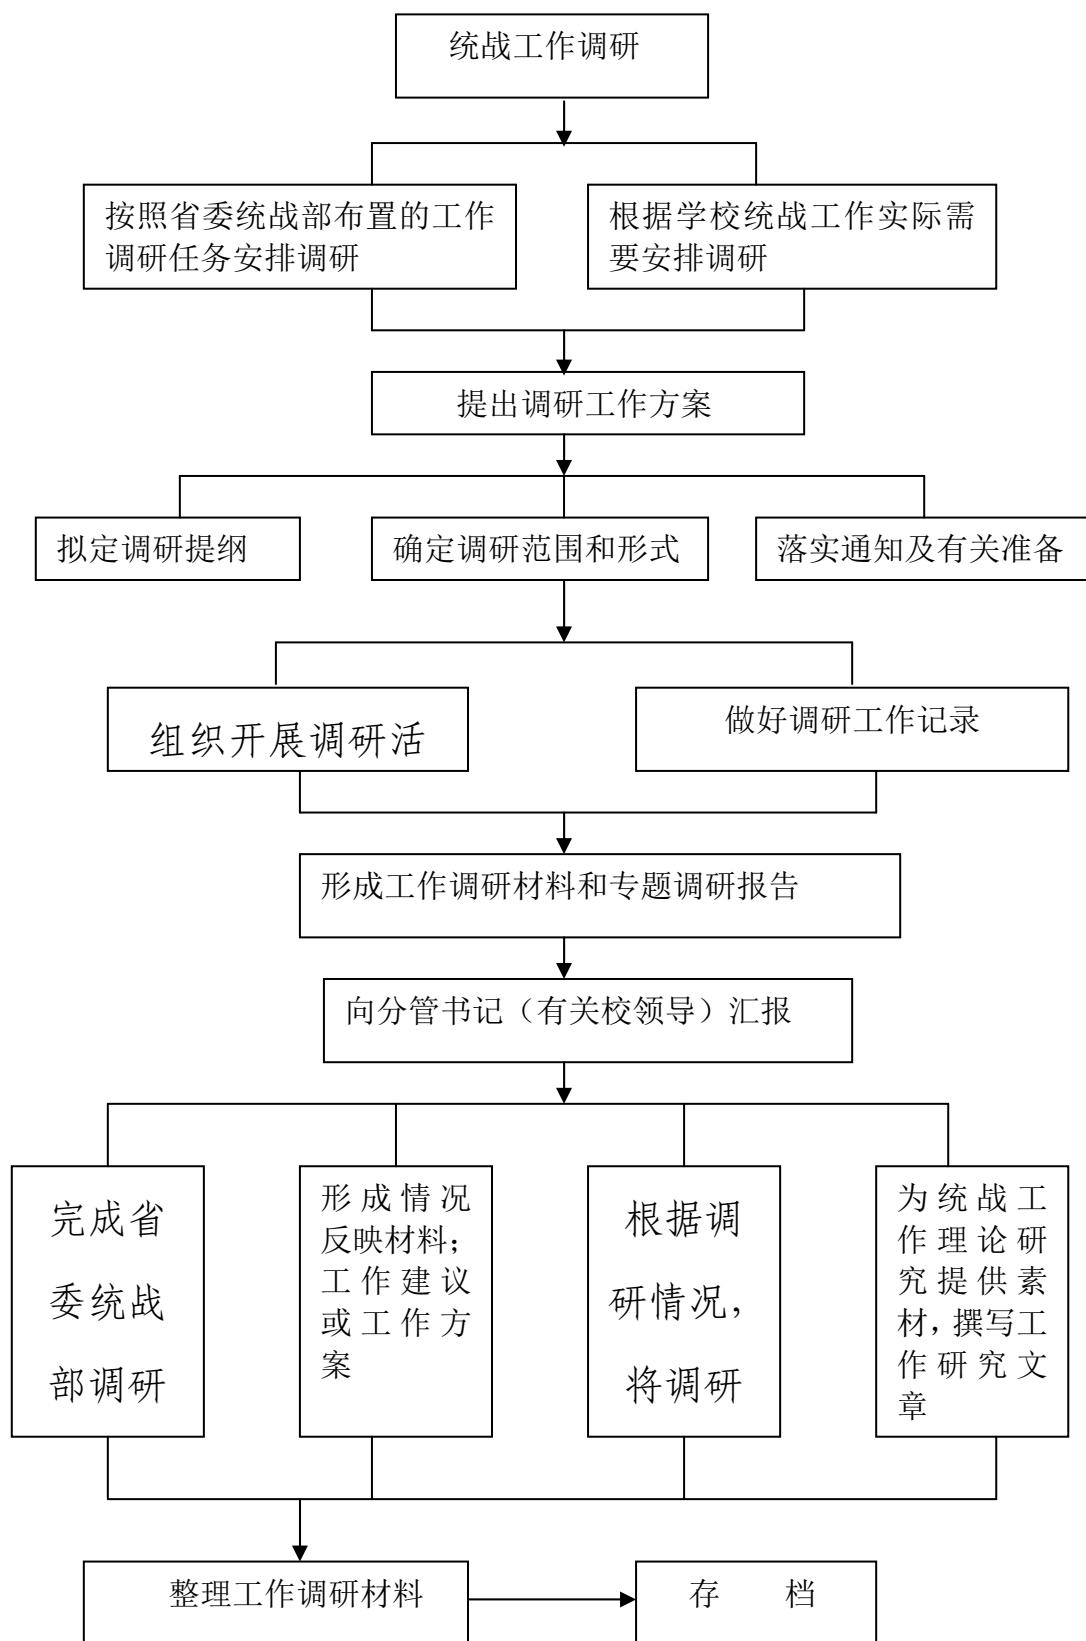 统战工作调研
按照省委统战部布置的工作
调研任务安排调研
根据学校统战工作实际需
要安排调研
提出调研工作方案
拟定调研提纲
确定调研范围和形式
落实通知及有关准备
组织开展调研活
做好调研工作记录
形成工作调研材料和专题调研报告
向分管书记（有关校领导）汇报
完成省
委统战
部调研
形成情况
反映材料；
工作建议
或工作方
案
根据调
研情况，
将调研
为统战工
作理论研
究提供素
材，撰写工
作研究文
章
整理工作调研材料
存 档